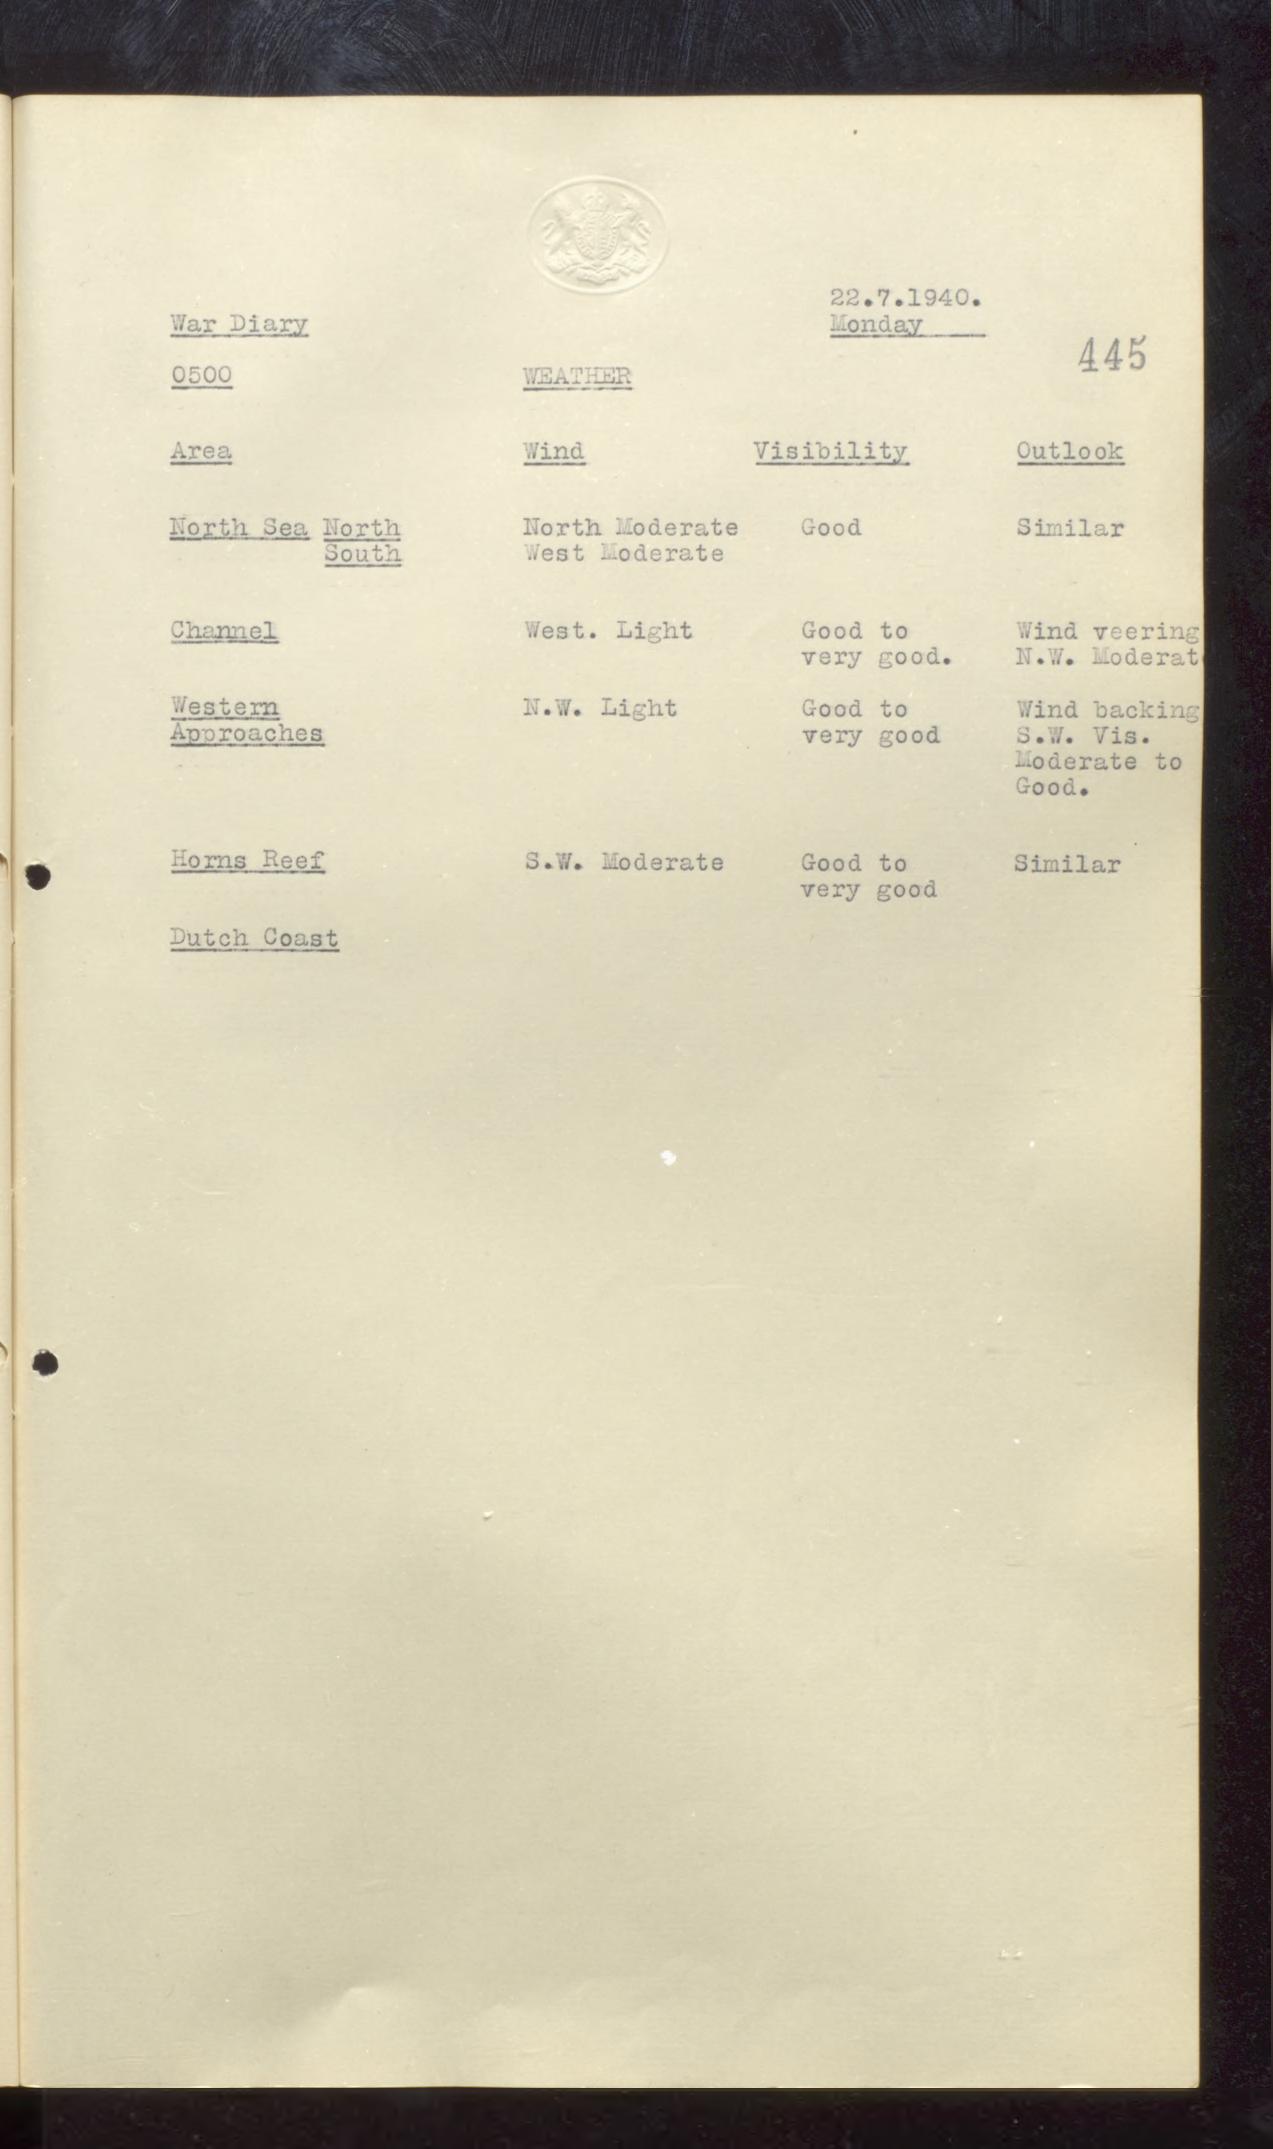 22.7.1940.
War Diary Monday
445
0500 WEATHER
Area Wind Visibility Outlook
North Sea North North Moderate Good Similar
South West Moderate
Channel West. Light Good to Wind veering
very good. N.W. Moderat
Western N.W. Light Good to Wind backing
Approaches very good S.W. Vis.
Moderate to
Good.
Horns Reef S.W. Moderate Good to Similar
very good
Dutch Coast